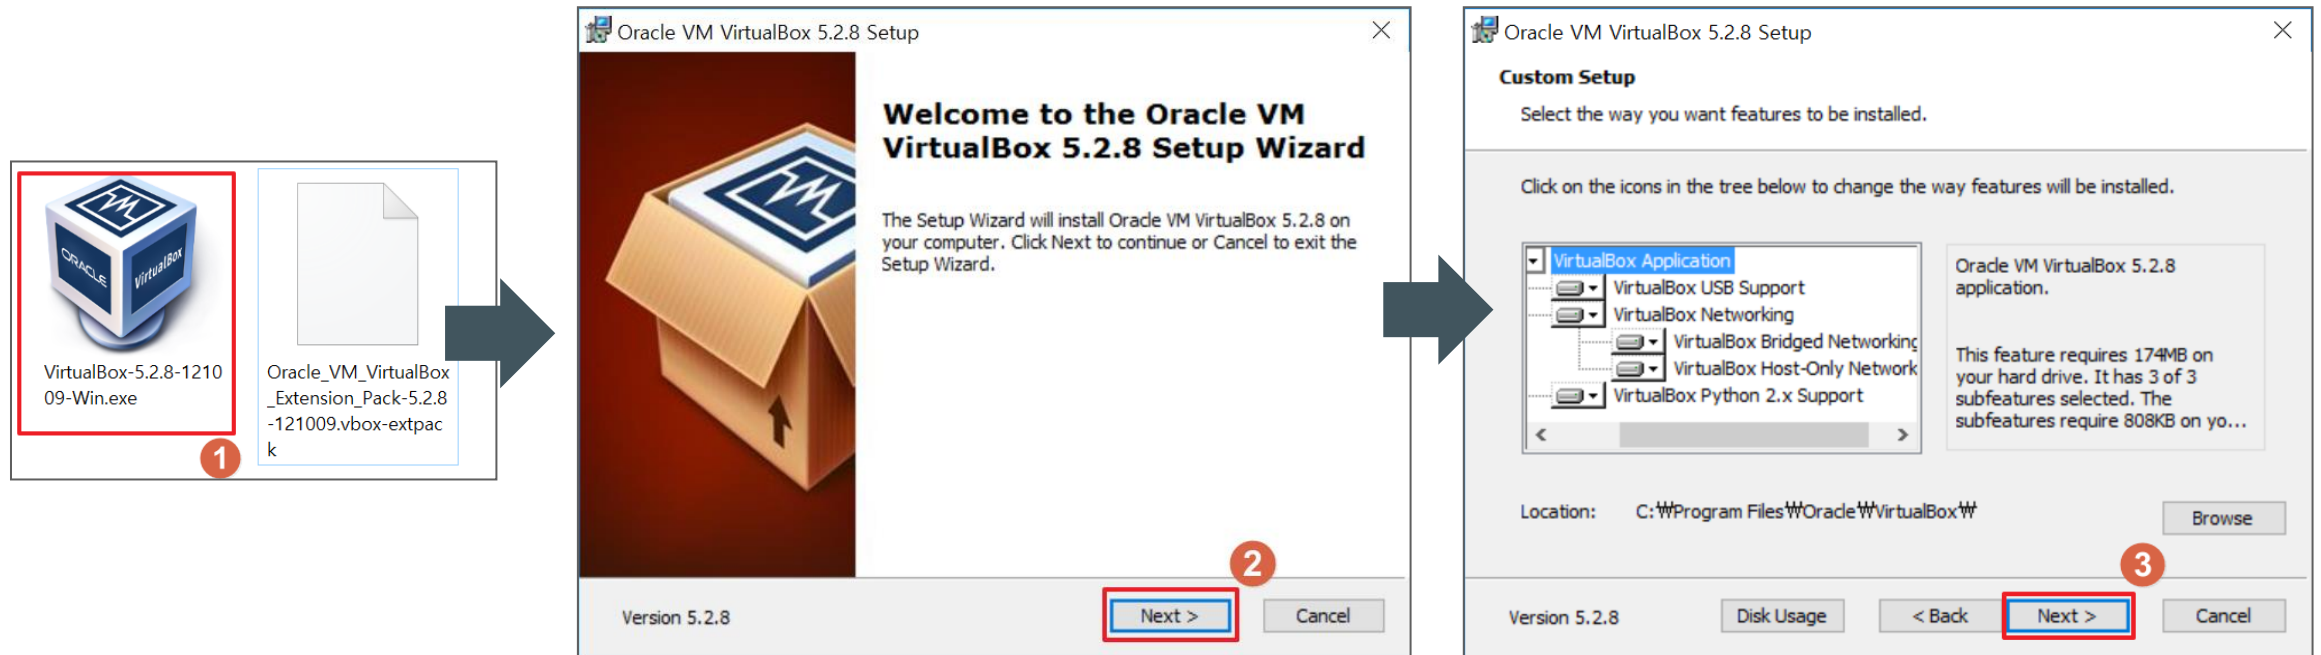 ORACLE
VirtualBox
VirtualBox-5.2.8-1210
09-Win.exe
1
Oracle_VM_VirtualBox
_Extension_Pack-5.2.8
-121009.vbox-extpac
k
Oracle VM VirtualBox 5.2.8 Setup
Welcome to the Oracle VM
VirtualBox 5.2.8 Setup Wizard
The Setup Wizard will install Oracle VM VirtualBox 5.2.8 on
your computer. Click Next to continue or Cancel to exit the
Setup Wizard.
2
Version 5.2.8
Next >
Cancel
Oracle VM VirtualBox 5.2.8 Setup
Custom Setup
Select the way you want features to be installed.
Click on the icons in the tree below to change the way features will be installed.
VirtualBox Application
VirtualBox USB Support
VirtualBox Networking
VirtualBox Bridged Networking
VirtualBox Host-Only Network
VirtualBox Python 2.x Support
Oracle VM VirtualBox 5.2.8
application.
This feature requires 174MB on
your hard drive. It has 3 of 3
subfeatures selected. The
subfeatures require 808KB on yo...
Location: C:₩Program Files₩Oracle₩VirtualBox₩
Browse
3
Version 5.2.8
Disk Usage
< Back
Next >
Cancel